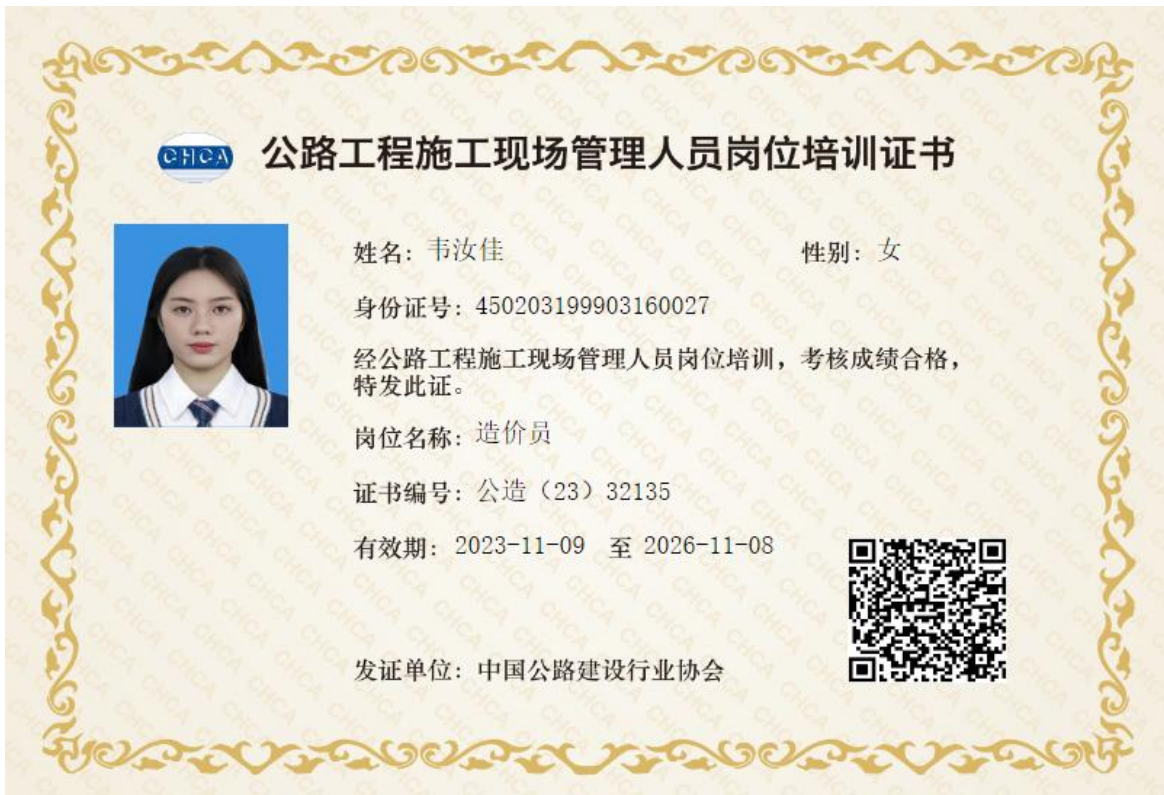 CHCA 公路工程施工现场管理人员岗位培训证书
姓名：韦汝佳 性别：女
身份证号：450203199903160027
经公路工程施工现场管理人员岗位培训，考核成绩合格，
特发此证。
岗位名称：造价员
证书编号：公造（23）32135
有效期：2023-11-09 至 2026-11-08
发证单位：中国公路建设行业协会